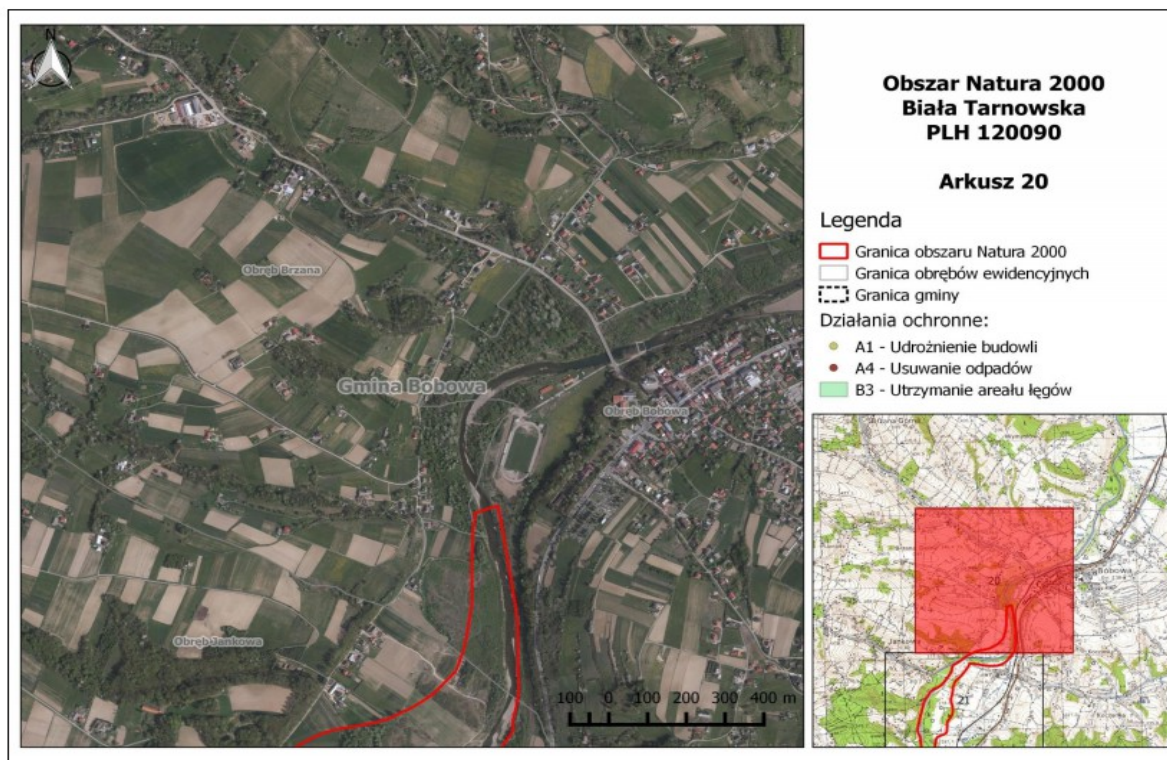 N
Obręb Brzana
Gmina Bobowa
Obręb Bobowa
Obręb Jankowa
100 0 100 200 300 400 m
Obszar Natura 2000
Biała Tarnowska
PLH 120090
Arkusz 20
Legenda
Granica obszaru Natura 2000
Granica obrębów ewidencyjnych
Granica gminy
Działania ochronne:
A1 - Udrożnienie budowli
A4 - Usuwanie odpadów
B3 - Utrzymanie areału łęgów
20
21